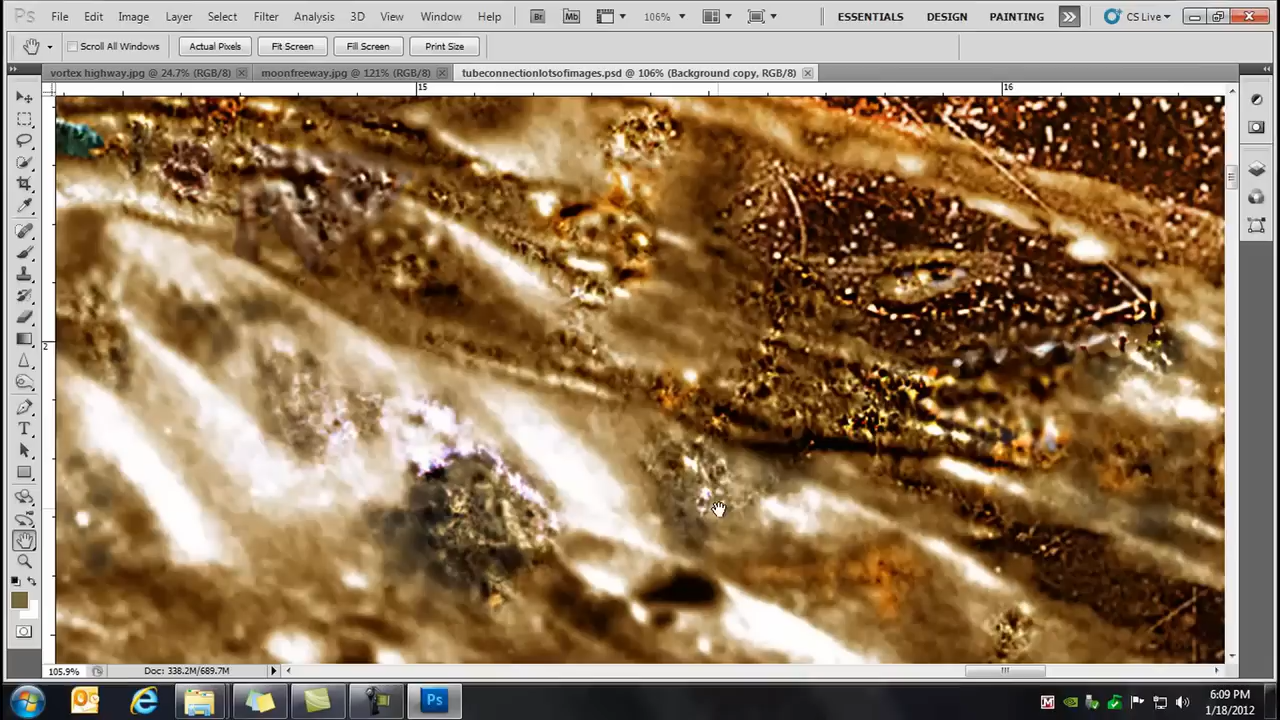 Ps File Edit Image Layer Select Filter Analysis 3D View Window Help Br Mb 106% ESSENTIALS DESIGN PAINTING CS Live
Scroll All Windows Actual Pixels Fit Screen Fill Screen Print Size
vortex highway.jpg @ 24.7% (RGB/8) moonfreeway.jpg @ 121% (RGB/8) tubeconnectionlotsofimages.psd @ 106% (Background copy, RGB/8)
15 16
2
105.9% Doc: 338.2M/689.7M
Ps
6:09 PM
1/18/2012